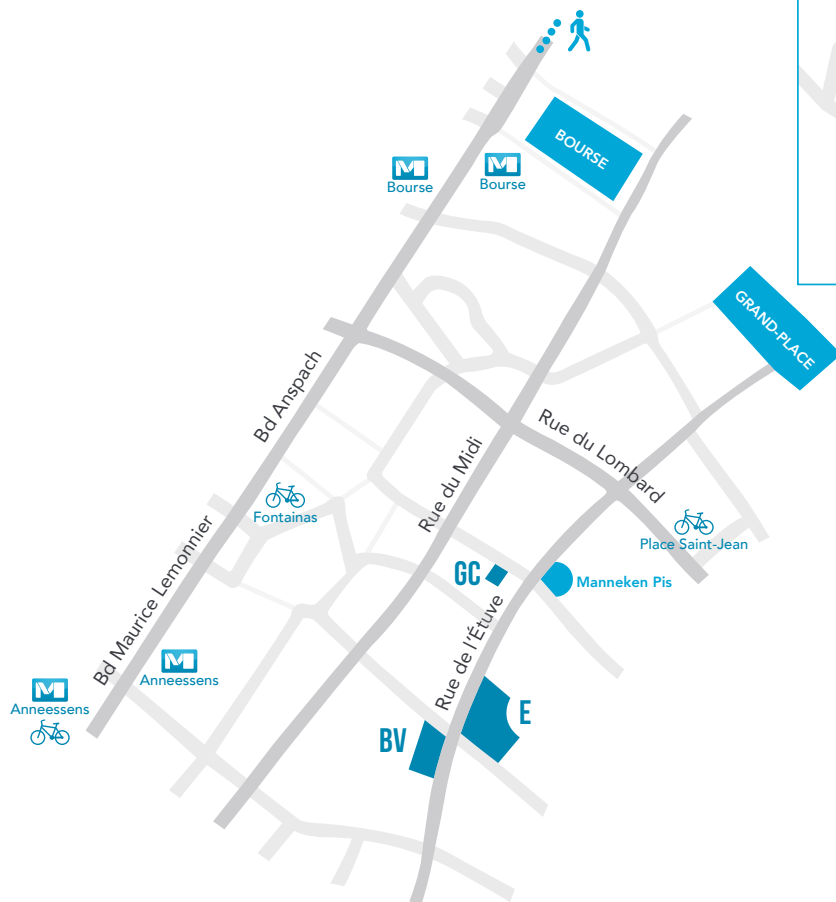 BOURSE
M
Bourse
M
Bourse
GRAND-PLACE
Bd Anspach
Rue du Midi
Rue du Lombard
Fontainas
Place Saint-Jean
GC
Manneken Pis
Bd Maurice Lemonnier
Rue de l'Étuve
M
Anneessens
M
Anneessens
E
BV